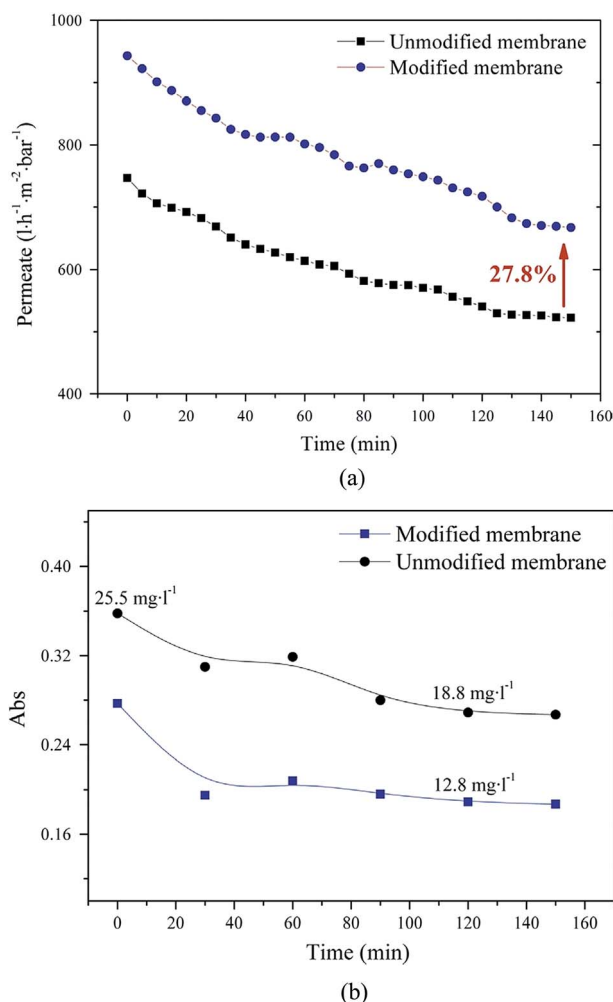 1000
800
600
400
Permeate (l·h⁻¹·m⁻²·bar⁻¹)
Unmodified membrane
Modified membrane
27.8%
0 20 40 60 80 100 120 140 160
Time (min)
(a)
0.40
0.32
0.24
0.16
Abs
Modified membrane
Unmodified membrane
25.5 mg·l⁻¹
18.8 mg·l⁻¹
12.8 mg·l⁻¹
0 20 40 60 80 100 120 140 160
Time (min)
(b)